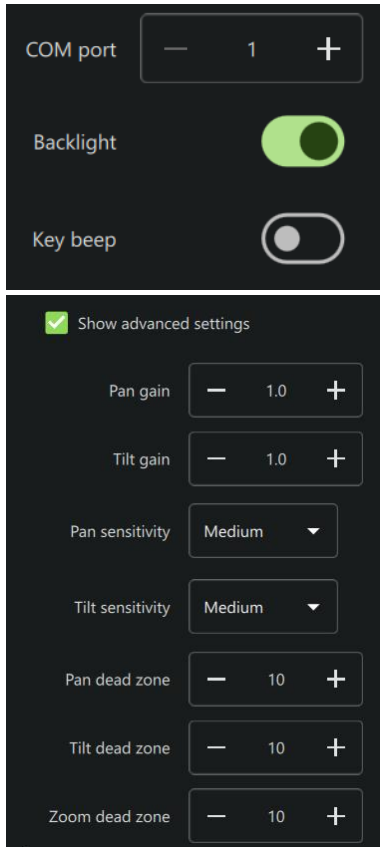 COM port 1
Backlight
Key beep
Show advanced settings
Pan gain 1.0
Tilt gain 1.0
Pan sensitivity Medium
Tilt sensitivity Medium
Pan dead zone 10
Tilt dead zone 10
Zoom dead zone 10